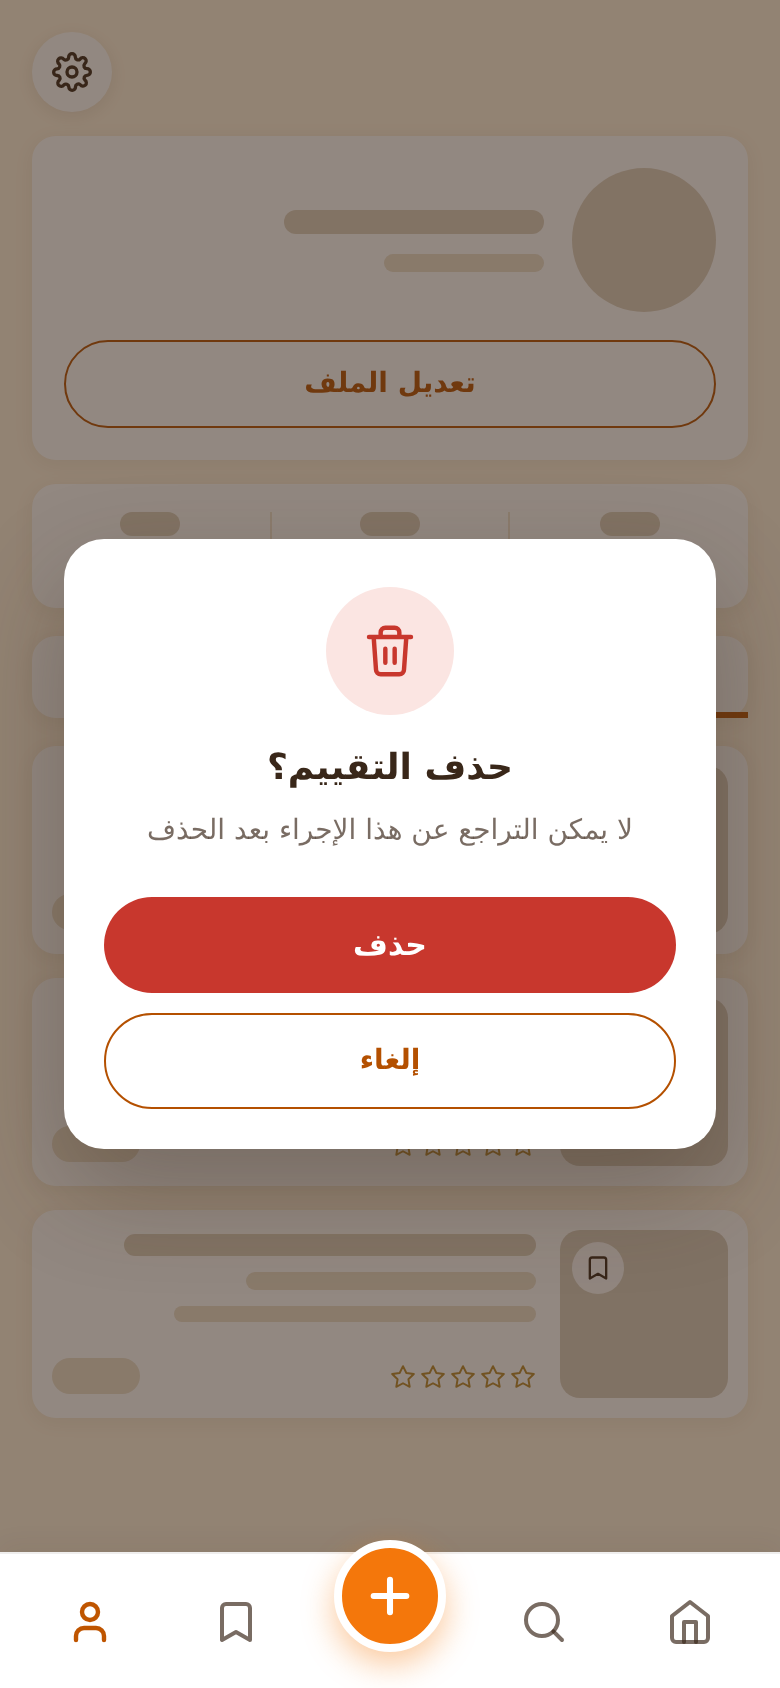 تعديل الملف
حذف التقييم؟
لا يمكن التراجع عن هذا الإجراء بعد الحذف
حذف
إلغاء